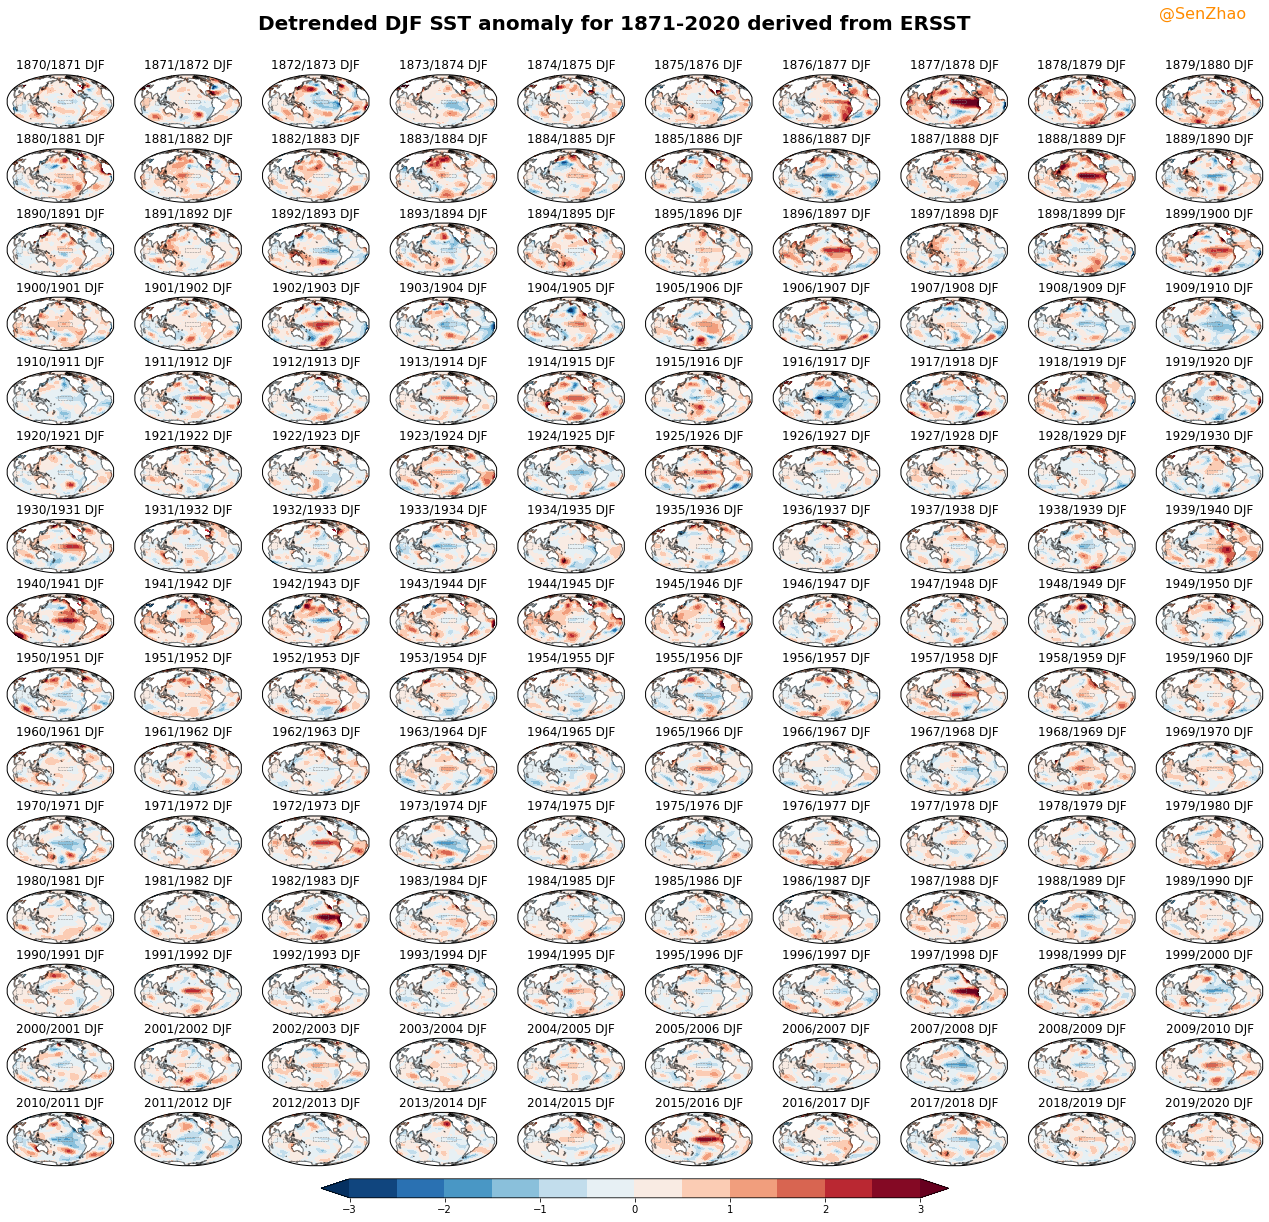 Detrended DJF SST anomaly for 1871-2020 derived from ERSST
@SenZhao
1870/1871 DJF 1871/1872 DJF 1872/1873 DJF 1873/1874 DJF 1874/1875 DJF 1875/1876 DJF 1876/1877 DJF 1877/1878 DJF 1878/1879 DJF 1879/1880 DJF
1880/1881 DJF 1881/1882 DJF 1882/1883 DJF 1883/1884 DJF 1884/1885 DJF 1885/1886 DJF 1886/1887 DJF 1887/1888 DJF 1888/1889 DJF 1889/1890 DJF
1890/1891 DJF 1891/1892 DJF 1892/1893 DJF 1893/1894 DJF 1894/1895 DJF 1895/1896 DJF 1896/1897 DJF 1897/1898 DJF 1898/1899 DJF 1899/1900 DJF
1900/1901 DJF 1901/1902 DJF 1902/1903 DJF 1903/1904 DJF 1904/1905 DJF 1905/1906 DJF 1906/1907 DJF 1907/1908 DJF 1908/1909 DJF 1909/1910 DJF
1910/1911 DJF 1911/1912 DJF 1912/1913 DJF 1913/1914 DJF 1914/1915 DJF 1915/1916 DJF 1916/1917 DJF 1917/1918 DJF 1918/1919 DJF 1919/1920 DJF
1920/1921 DJF 1921/1922 DJF 1922/1923 DJF 1923/1924 DJF 1924/1925 DJF 1925/1926 DJF 1926/1927 DJF 1927/1928 DJF 1928/1929 DJF 1929/1930 DJF
1930/1931 DJF 1931/1932 DJF 1932/1933 DJF 1933/1934 DJF 1934/1935 DJF 1935/1936 DJF 1936/1937 DJF 1937/1938 DJF 1938/1939 DJF 1939/1940 DJF
1940/1941 DJF 1941/1942 DJF 1942/1943 DJF 1943/1944 DJF 1944/1945 DJF 1945/1946 DJF 1946/1947 DJF 1947/1948 DJF 1948/1949 DJF 1949/1950 DJF
1950/1951 DJF 1951/1952 DJF 1952/1953 DJF 1953/1954 DJF 1954/1955 DJF 1955/1956 DJF 1956/1957 DJF 1957/1958 DJF 1958/1959 DJF 1959/1960 DJF
1960/1961 DJF 1961/1962 DJF 1962/1963 DJF 1963/1964 DJF 1964/1965 DJF 1965/1966 DJF 1966/1967 DJF 1967/1968 DJF 1968/1969 DJF 1969/1970 DJF
1970/1971 DJF 1971/1972 DJF 1972/1973 DJF 1973/1974 DJF 1974/1975 DJF 1975/1976 DJF 1976/1977 DJF 1977/1978 DJF 1978/1979 DJF 1979/1980 DJF
1980/1981 DJF 1981/1982 DJF 1982/1983 DJF 1983/1984 DJF 1984/1985 DJF 1985/1986 DJF 1986/1987 DJF 1987/1988 DJF 1988/1989 DJF 1989/1990 DJF
1990/1991 DJF 1991/1992 DJF 1992/1993 DJF 1993/1994 DJF 1994/1995 DJF 1995/1996 DJF 1996/1997 DJF 1997/1998 DJF 1998/1999 DJF 1999/2000 DJF
2000/2001 DJF 2001/2002 DJF 2002/2003 DJF 2003/2004 DJF 2004/2005 DJF 2005/2006 DJF 2006/2007 DJF 2007/2008 DJF 2008/2009 DJF 2009/2010 DJF
2010/2011 DJF 2011/2012 DJF 2012/2013 DJF 2013/2014 DJF 2014/2015 DJF 2015/2016 DJF 2016/2017 DJF 2017/2018 DJF 2018/2019 DJF 2019/2020 DJF
−3 −2 −1 0 1 2 3